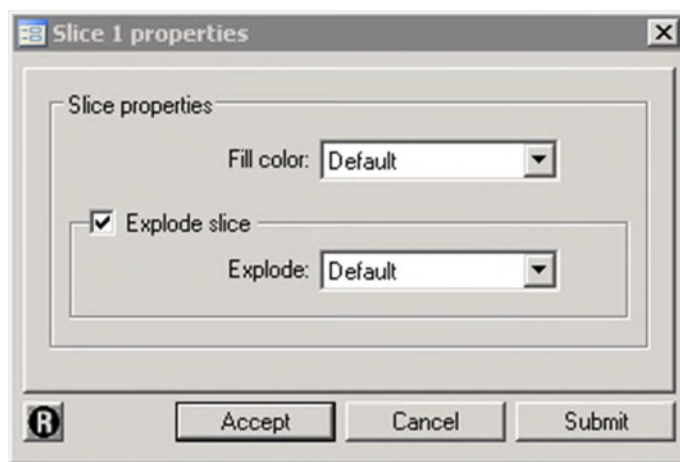 Slice 1 properties
Slice properties
Fill color: Default
Explode slice
Explode: Default
R Accept Cancel Submit